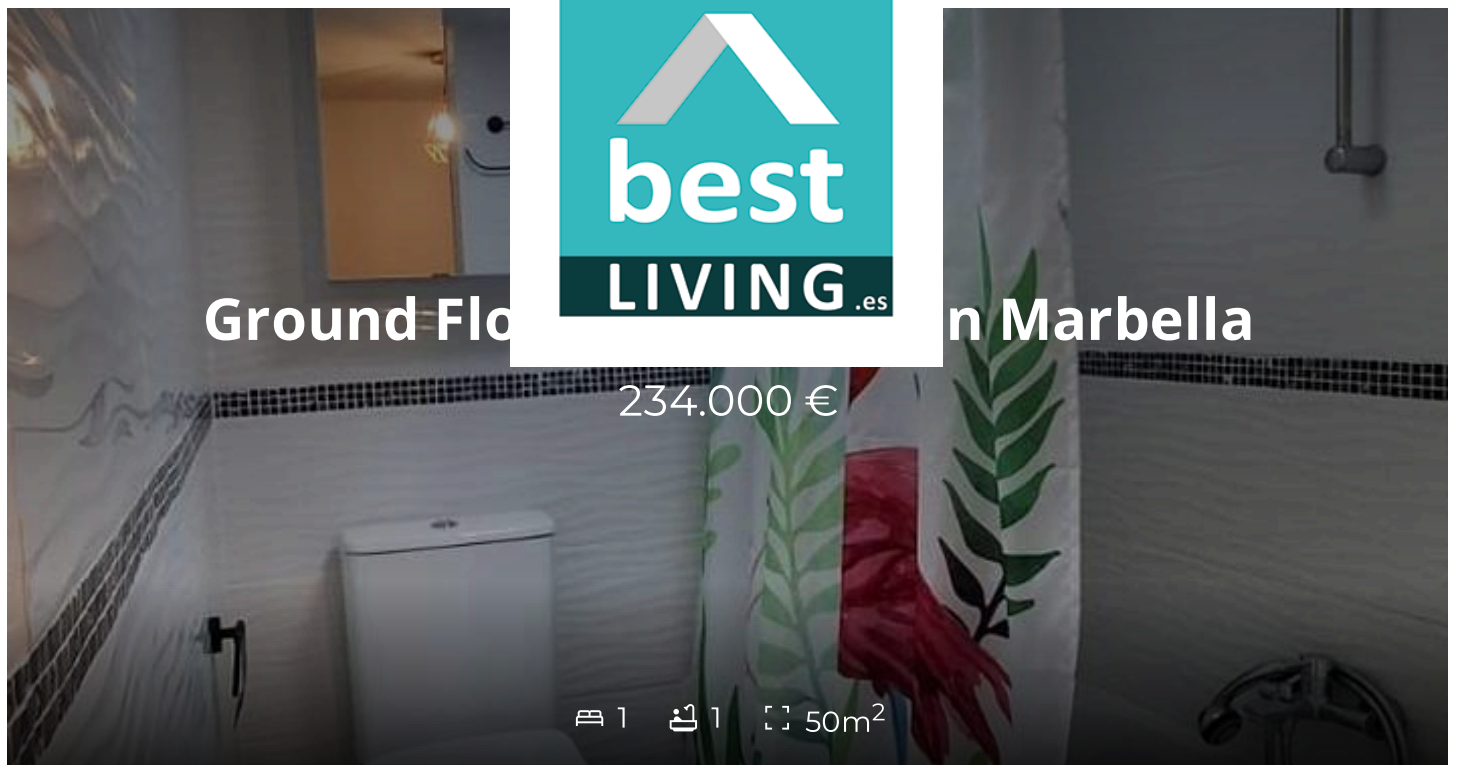 best
LIVING.es
Ground Flo n Marbella
234.000 €
1 1 50m²